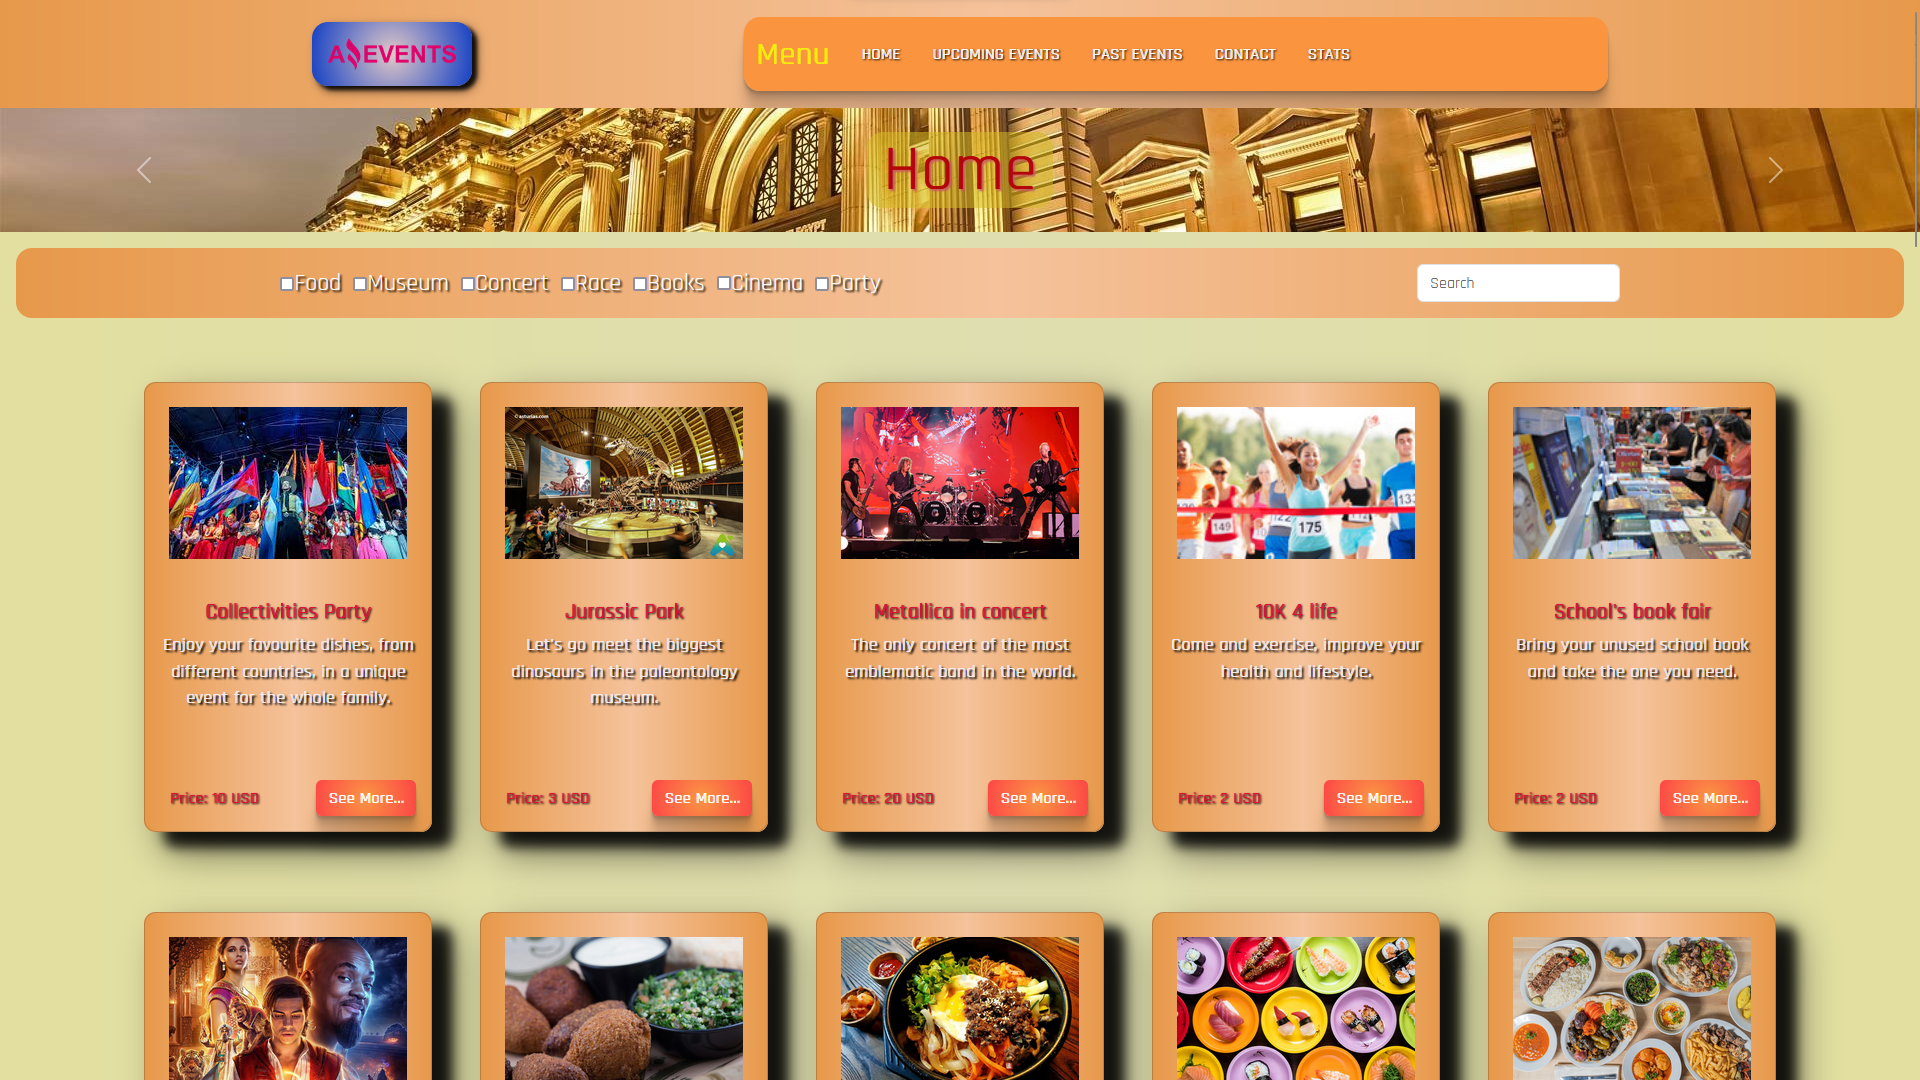 A EVENTS
Menu HOME UPCOMING EVENTS PAST EVENTS CONTACT STATS
Home
Food Museum Concert Race Books Cinema Party
Search
© asturias.com
149
175
Collectivities Party
Enjoy your favourite dishes, from
different countries, in a unique
event for the whole family.
Price: 10 USD
See More...
Jurassic Park
Let's go meet the biggest
dinosaurs in the paleontology
museum.
Price: 3 USD
See More...
Metallica in concert
The only concert of the most
emblematic band in the world.
Price: 20 USD
See More...
10K 4 life
Come and exercise, improve your
health and lifestyle.
Price: 2 USD
See More...
School's book fair
Bring your unused school book
and take the one you need.
Price: 2 USD
See More...